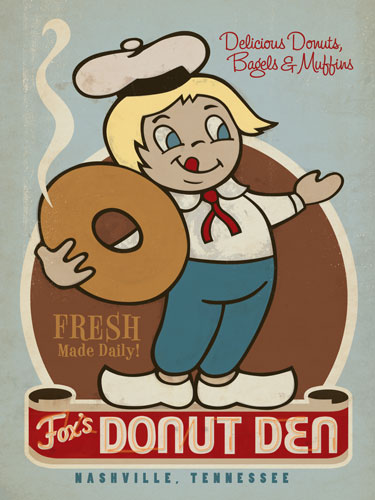 Delicious Donuts,
Bagels & Muffins
FRESH
Made Daily!
Fox's DONUT DEN
NASHVILLE, TENNESSEE